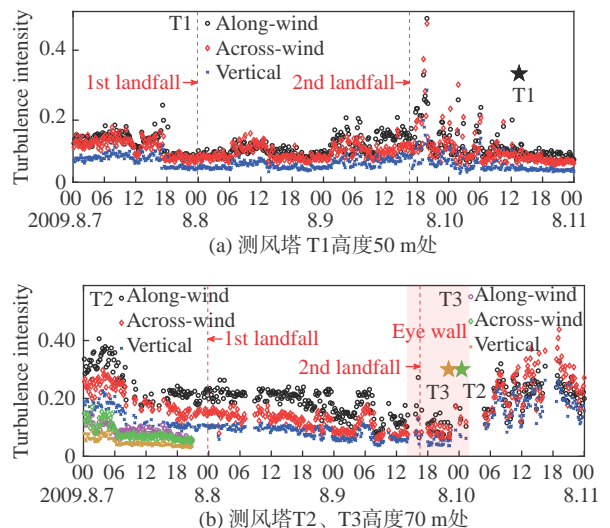 T1
Along-wind
Across-wind
Vertical
1st landfall
2nd landfall
T1
Turbulence intensity
0.4
0.2
0
00 06 12 18 00 06 12 18 00 06 12 18 00 06 12 18 00
2009.8.7 8.8 8.9 8.10 8.11
(a) 测风塔 T1高度50 m处
T2
Along-wind
Across-wind
Vertical
T3
Along-wind
Across-wind
Vertical
1st landfall
Eye wall
2nd landfall
T3
T2
Turbulence intensity
0.40
0.20
0
00 06 12 18 00 06 12 18 00 06 12 18 00 06 12 18 00
2009.8.7 8.8 8.9 8.10 8.11
(b) 测风塔T2、T3高度70 m处